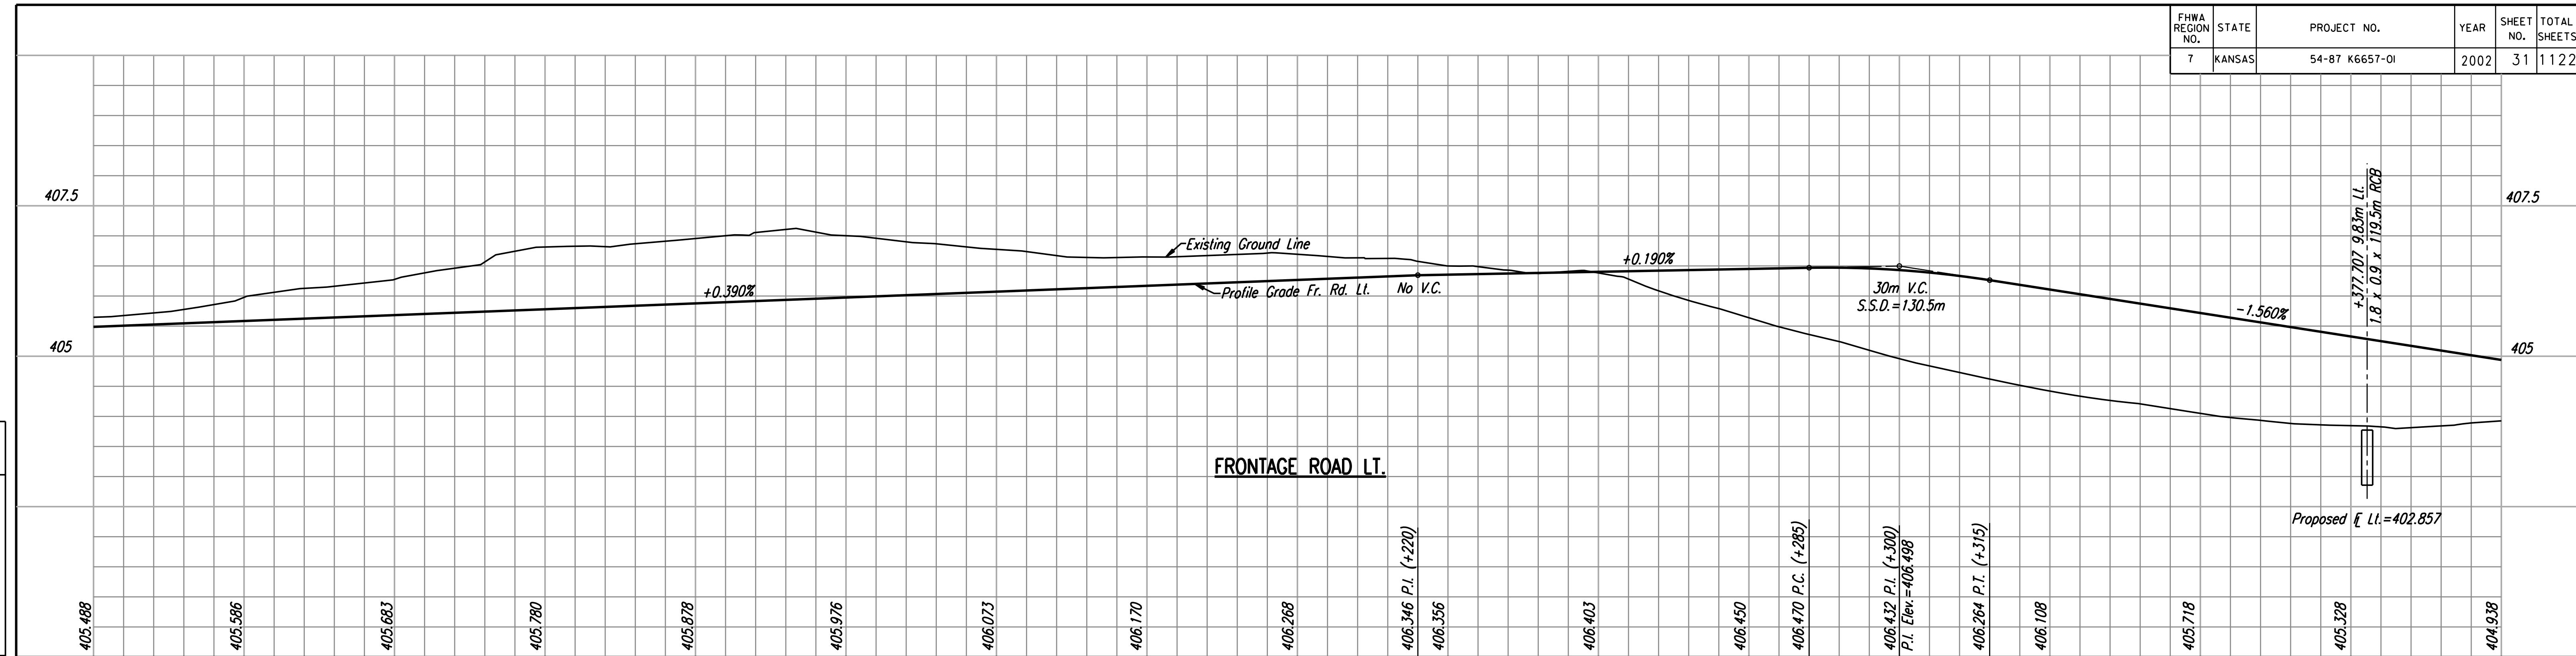 FHWA REGION NO.
STATE
PROJECT NO.
YEAR
SHEET NO.
TOTAL SHEETS
7
KANSAS
54-87 K6657-01
2002
31
1122
407.5
407.5
+377.707 9.83m Lt.
1.8 x 0.9 x 119.5m RCB
Existing Ground Line
+0.190%
+0.390%
Profile Grade Fr. Rd. Lt.
No V.C.
30m V.C.
S.S.D.=130.5m
-1.560%
405
405
FRONTAGE ROAD LT.
Proposed FL Lt.=402.857
405.488
405.586
405.683
405.780
405.878
405.976
406.073
406.170
406.268
406.346 P.I. (+220)
406.356
406.403
406.450
406.470 P.C. (+285)
406.432 P.I. (+300)
P.I. Elev.=406.498
406.264 P.T. (+315)
406.108
405.718
405.328
404.938